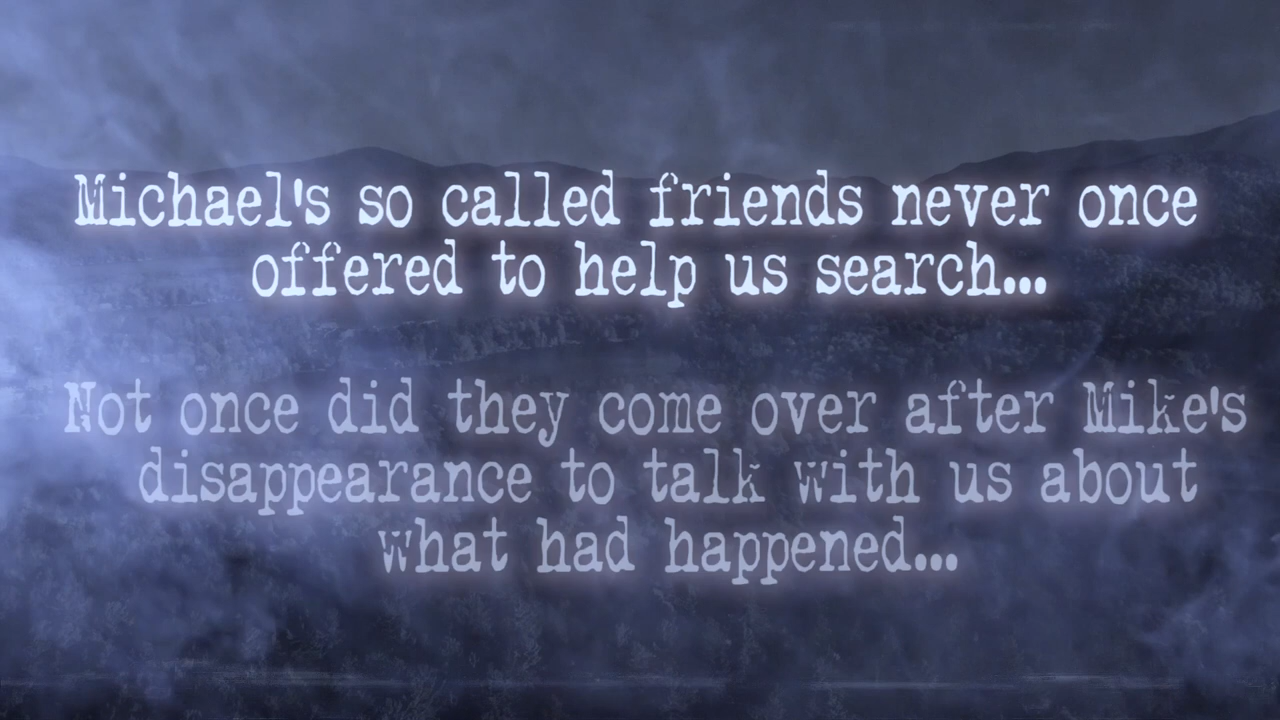 Michael's so called friends never once
offered to help us search...
Not once did they come over after Mike's
disappearance to talk with us about
what had happened...